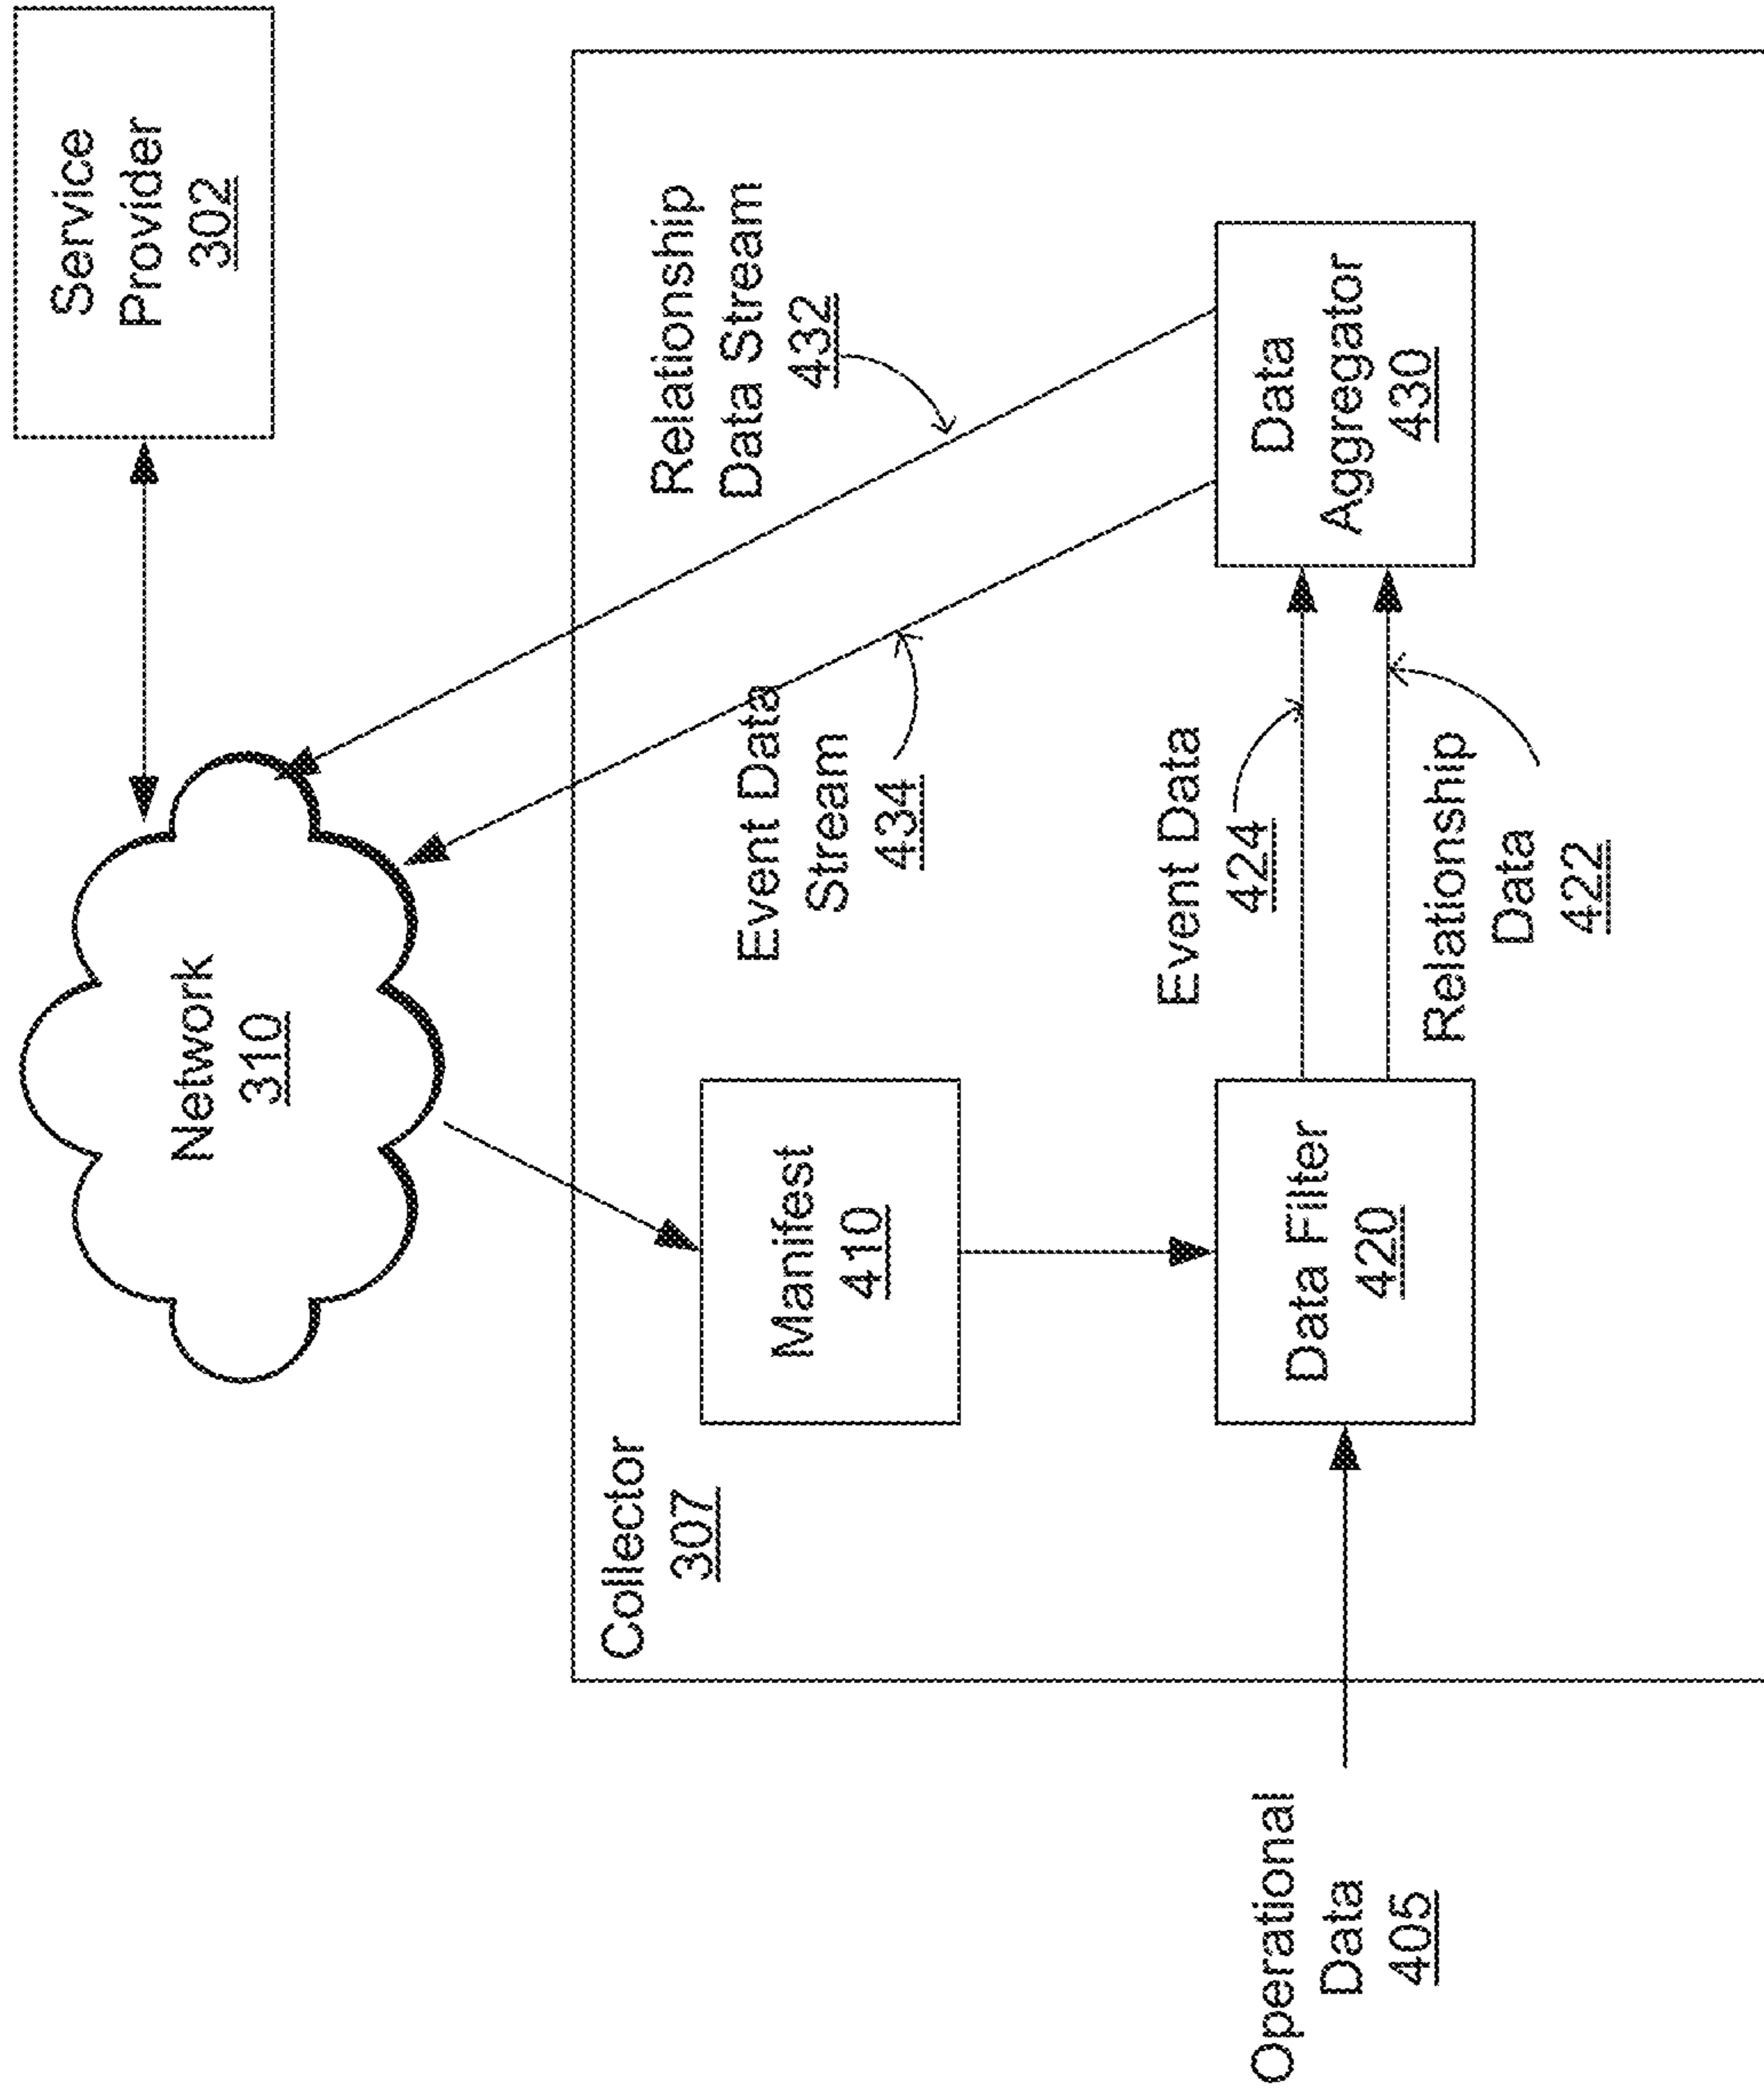 Service
Provider
302
Network
310
Collector
307
Manifest
410
Relationship
Data Stream
432
Event Data
Stream
434
Event Data
424
Data Filter
420
Data
Aggregator
430
Relationship
Data
422
Operational
Data
405